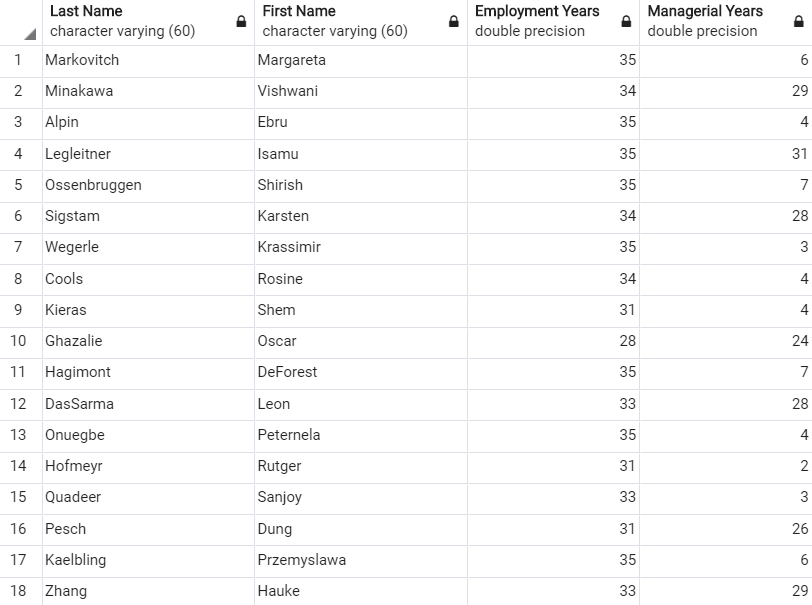 Last Name First Name Employment Years Managerial Years
character varying (60) character varying (60) double precision double precision
1 Markovitch Margareta 35 6
2 Minakawa Vishwani 34 29
3 Alpin Ebru 35 4
4 Legleitner Isamu 35 31
5 Ossenbruggen Shirish 35 7
6 Sigstam Karsten 34 28
7 Wegerle Krassimir 35 3
8 Cools Rosine 34 4
9 Kieras Shem 31 4
10 Ghazalie Oscar 28 24
11 Hagimont DeForest 35 7
12 DasSarma Leon 33 28
13 Onuegbe Peternela 35 4
14 Hofmeyr Rutger 31 2
15 Quadeer Sanjoy 33 3
16 Pesch Dung 31 26
17 Kaelbling Przemyslawa 35 6
18 Zhang Hauke 33 29